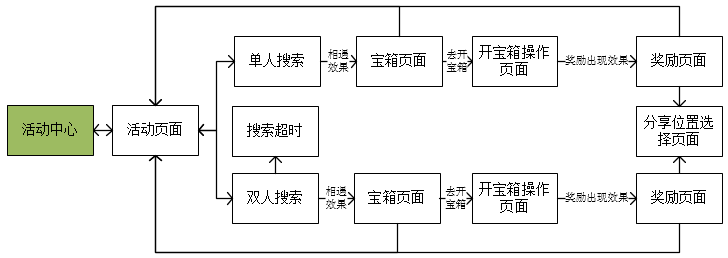 单人搜索
相遇
效果
宝箱页面
去开
宝箱
开宝箱操作
页面
奖励出现效果
奖励页面
活动中心
活动页面
搜索超时
分享位置选
择页面
双人搜索
相遇
效果
宝箱页面
去开
宝箱
开宝箱操作
页面
奖励出现效果
奖励页面